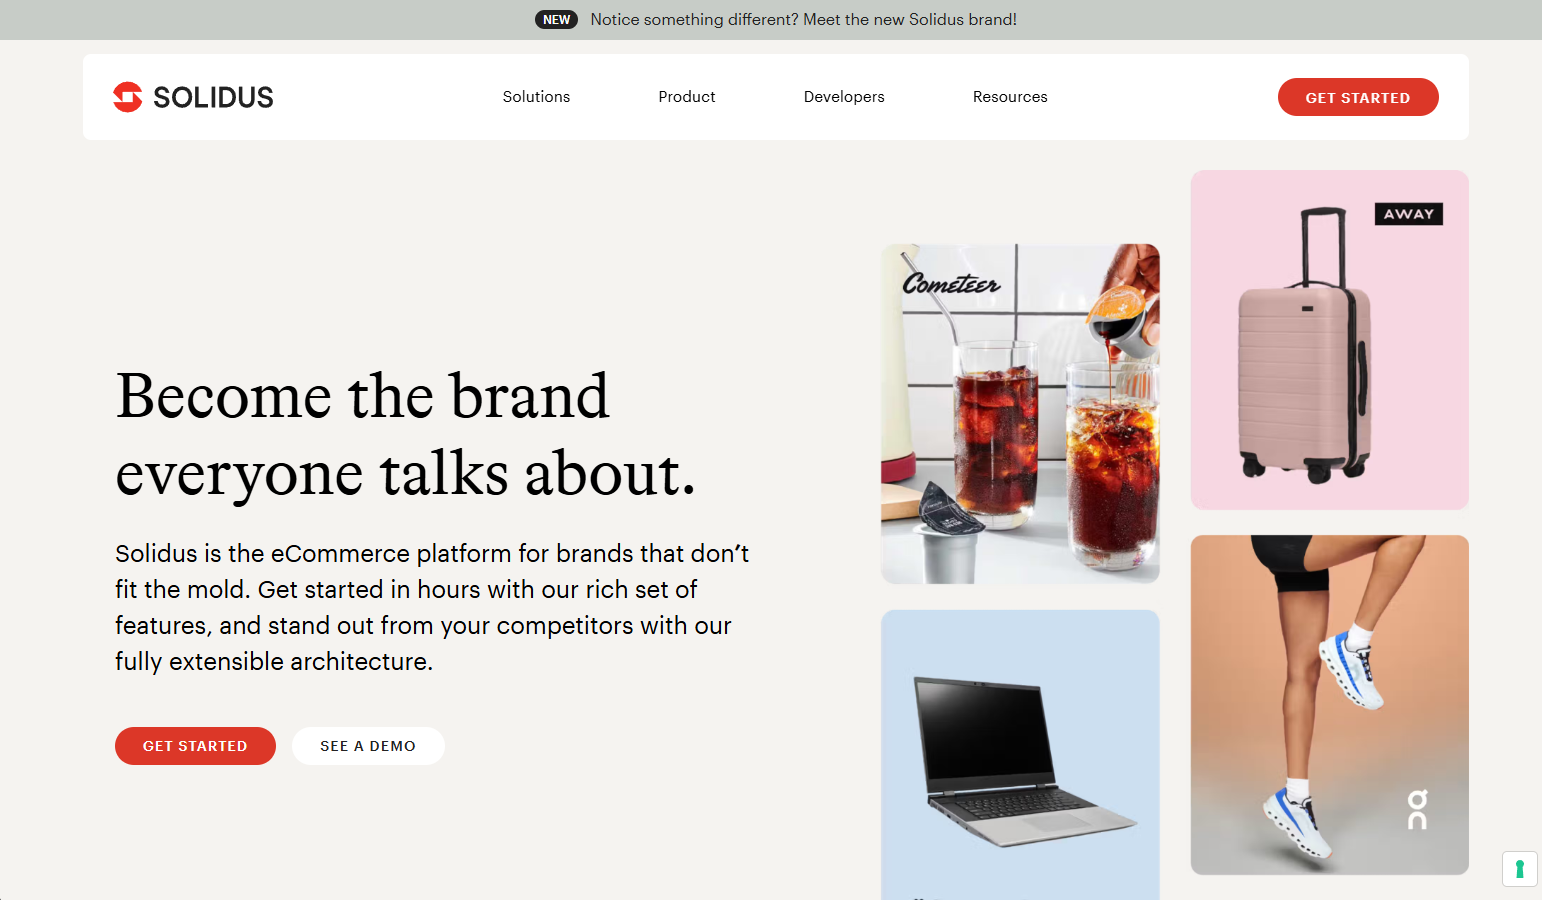 NEW Notice something different? Meet the new Solidus brand!
SOLIDUS Solutions Product Developers Resources GET STARTED
AWAY
Cometeer
Become the brand
everyone talks about.
Solidus is the eCommerce platform for brands that don’t
fit the mold. Get started in hours with our rich set of
features, and stand out from your competitors with our
fully extensible architecture.
GET STARTED SEE A DEMO
on